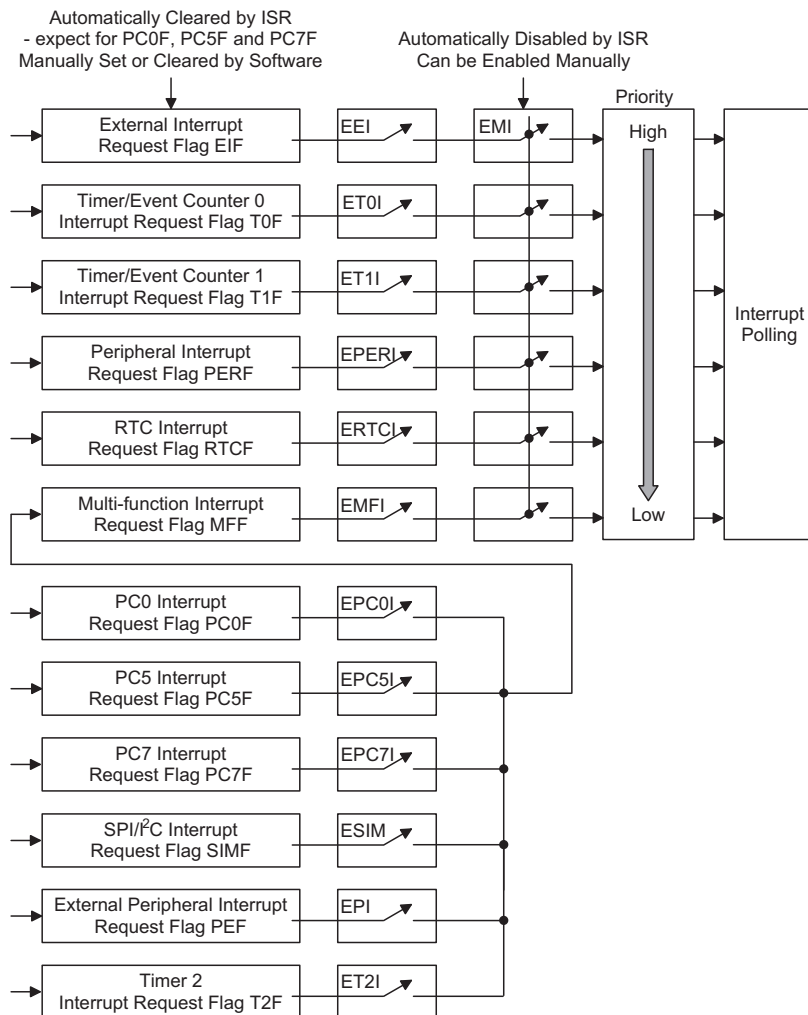 Automatically Cleared by ISR
- expect for PC0F, PC5F and PC7F
Manually Set or Cleared by Software
Automatically Disabled by ISR
Can be Enabled Manually
Priority
External Interrupt
Request Flag EIF
EEI
EMI
High
Timer/Event Counter 0
Interrupt Request Flag T0F
ET0I
Timer/Event Counter 1
Interrupt Request Flag T1F
ET1I
Interrupt
Polling
Peripheral Interrupt
Request Flag PERF
EPERI
RTC Interrupt
Request Flag RTCF
ERTCI
Multi-function Interrupt
Request Flag MFF
EMFI
Low
PC0 Interrupt
Request Flag PC0F
EPC0I
PC5 Interrupt
Request Flag PC5F
EPC5I
PC7 Interrupt
Request Flag PC7F
EPC7I
SPI/I²C Interrupt
Request Flag SIMF
ESIM
External Peripheral Interrupt
Request Flag PEF
EPI
Timer 2
Interrupt Request Flag T2F
ET2I